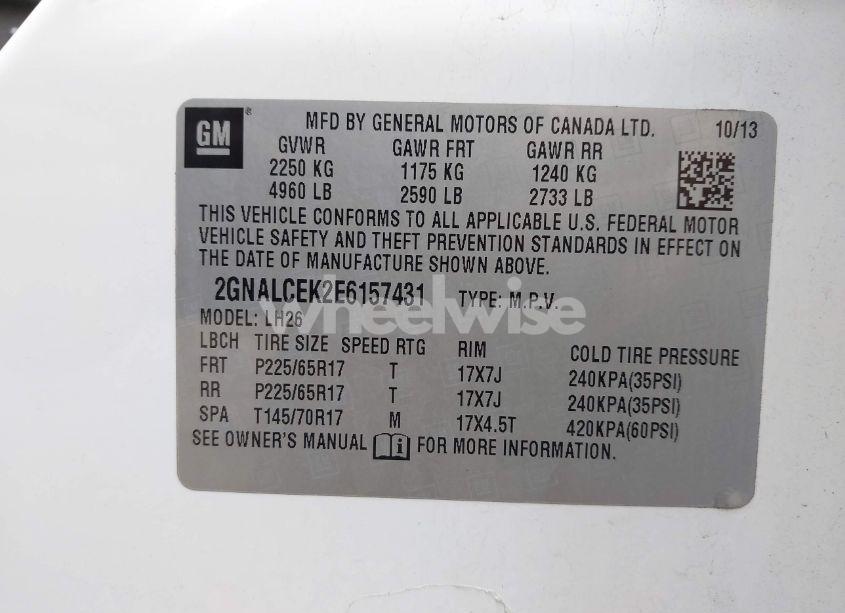 GM ® MFD BY GENERAL MOTORS OF CANADA LTD. 10/13
GVWR GAWR FRT GAWR RR
2250 KG 1175 KG 1240 KG
4960 LB 2590 LB 2733 LB
THIS VEHICLE CONFORMS TO ALL APPLICABLE U.S. FEDERAL MOTOR
VEHICLE SAFETY AND THEFT PREVENTION STANDARDS IN EFFECT ON
THE DATE OF MANUFACTURE SHOWN ABOVE.
2GNALCEK2E6157431 TYPE: M.P.V.
wheelwise
MODEL: LH26
LBCH TIRE SIZE SPEED RTG RIM COLD TIRE PRESSURE
FRT P225/65R17 T 17X7J 240KPA(35PSI)
RR P225/65R17 T 17X7J 240KPA(35PSI)
SPA T145/70R17 M 17X4.5T 420KPA(60PSI)
SEE OWNER'S MANUAL i FOR MORE INFORMATION.